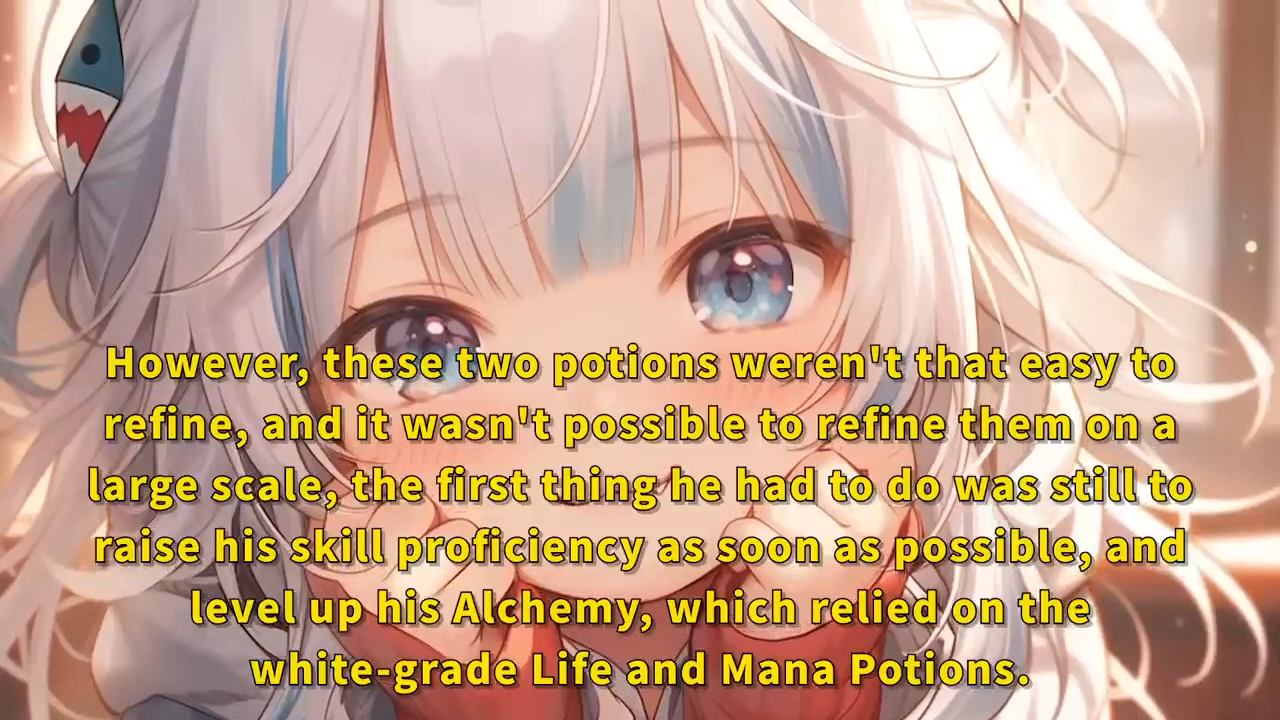 However, these two potions weren't that easy to
refine, and it wasn't possible to refine them on a
large scale, the first thing he had to do was still to
raise his skill proficiency as soon as possible, and
level up his Alchemy, which relied on the
white-grade Life and Mana Potions.